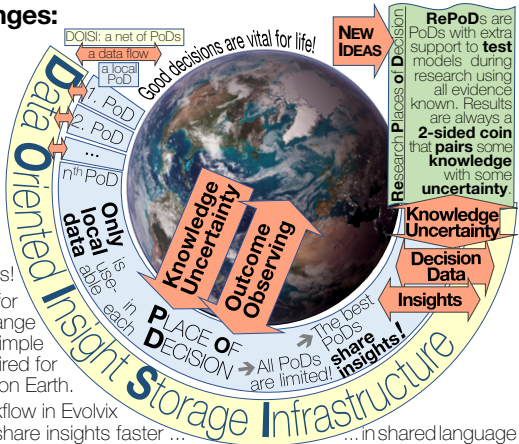 nges:
DOISI: a net of PoDs
a data flow
a local
PoD
Good decisions are vital for life!
NEW
IDEAS
Research Places of Decision
RePoDs are
PoDs with extra
support to test
models during
research using
all evidence
known. Results
are always a
2-sided coin
that pairs some
knowledge
with some
uncertainty.
Knowledge
Uncertainty
Decision
Data
Insights
Data Oriented Insight Storage Infrastructure
1. PoD
2. PoD
...
nth PoD
Only
local
data
is
use-
able
in
each
PLACE OF
DECISION
Knowledge
Uncertainty
Outcome
Observing
➔ All PoDs
are limited!
➔ The best
PoDs
share
insights!
s!
for
ange
imple
ired for
on Earth.
kflow in Evolvix
share insights faster ...
... in shared language